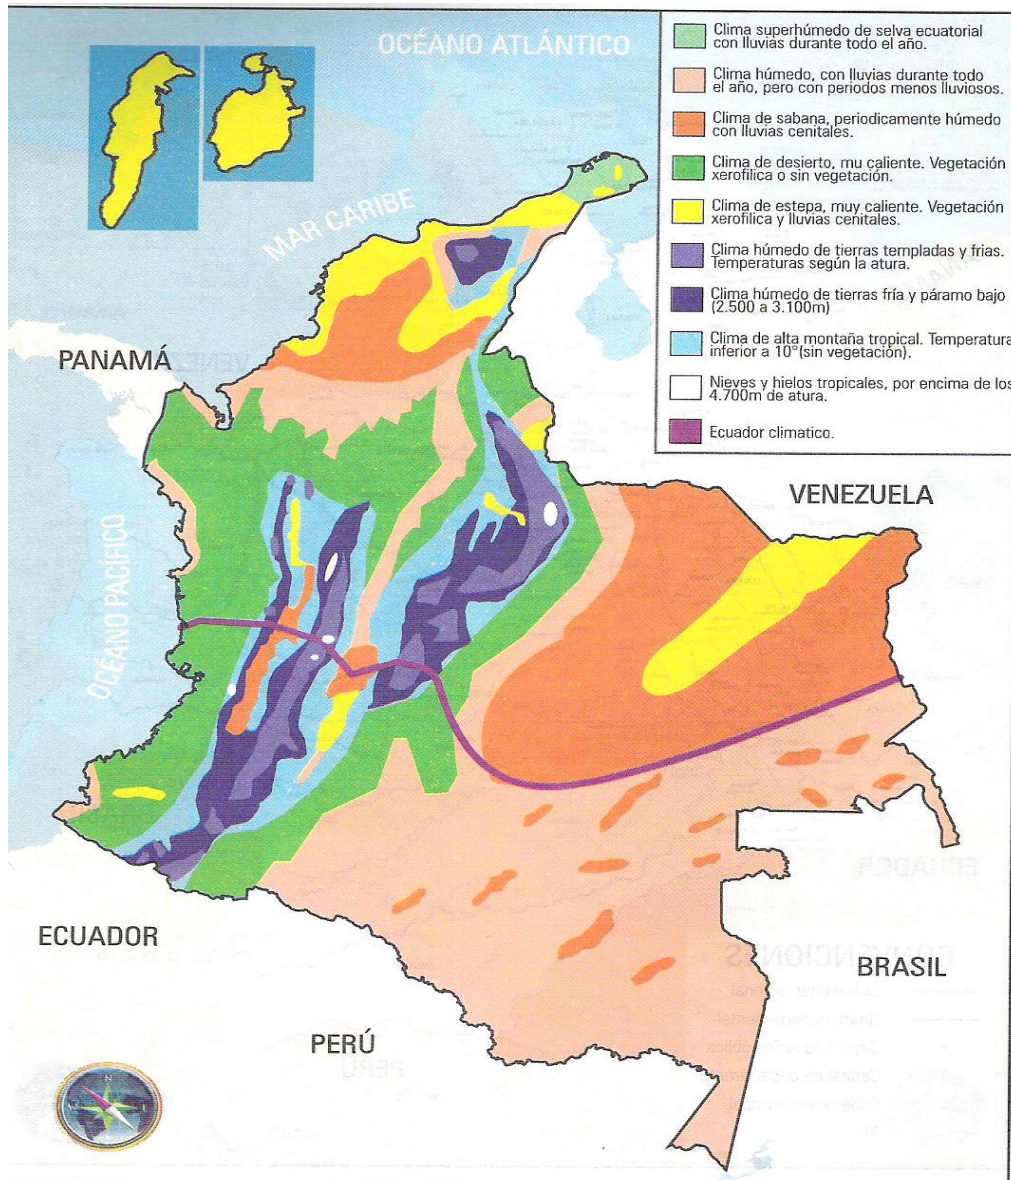 OCÉANO ATLÁNTICO
MAR CARIBE
PANAMÁ
OCÉANO PACÍFICO
VENEZUELA
ECUADOR
BRASIL
PERÚ
Clima superhúmedo de selva ecuatorial
con lluvias durante todo el año.
Clima húmedo, con lluvias durante todo
el año, pero con periodos menos lluviosos.
Clima de sabana, periodicamente húmedo
con lluvias cenitales.
Clima de desierto, mu caliente. Vegetación
xerofilica o sin vegetación.
Clima de estepa, muy caliente. Vegetación
xerofilica y lluvias cenitales.
Clima húmedo de tierras templadas y frias.
Temperaturas según la atura.
Clima húmedo de tierras fría y páramo bajo
(2.500 a 3.100m)
Clima de alta montaña tropical. Temperatura
inferior a 10°(sin vegetación).
Nieves y hielos tropicales, por encima de los
4.700m de atura.
Ecuador climatico.